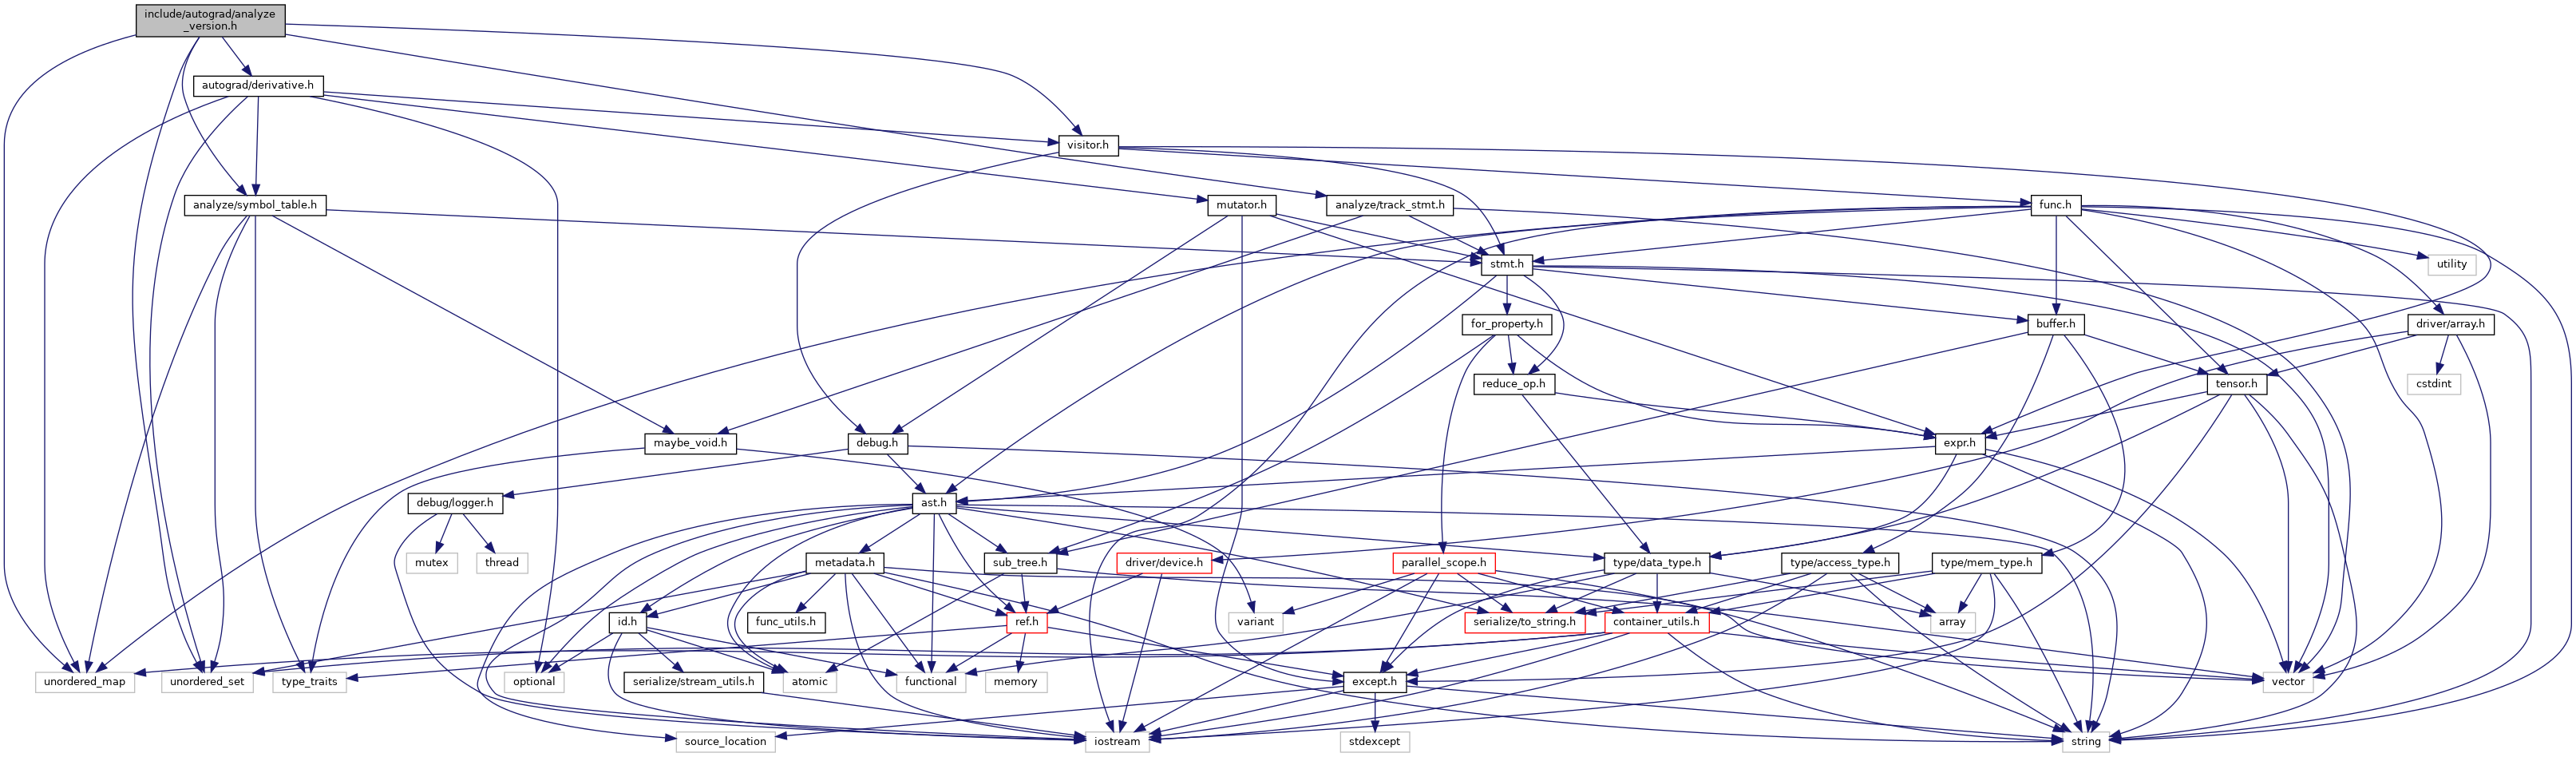 include/autograd/analyze
_version.h
autograd/derivative.h
visitor.h
analyze/symbol_table.h
mutator.h
analyze/track_stmt.h
func.h
stmt.h
utility
for_property.h
buffer.h
driver/array.h
reduce_op.h
tensor.h
cstdint
maybe_void.h
debug.h
expr.h
debug/logger.h
ast.h
mutex
thread
metadata.h
sub_tree.h
driver/device.h
parallel_scope.h
type/data_type.h
type/access_type.h
type/mem_type.h
id.h
func_utils.h
ref.h
variant
serialize/to_string.h
container_utils.h
array
unordered_map
unordered_set
type_traits
optional
serialize/stream_utils.h
atomic
functional
memory
except.h
vector
source_location
iostream
stdexcept
string